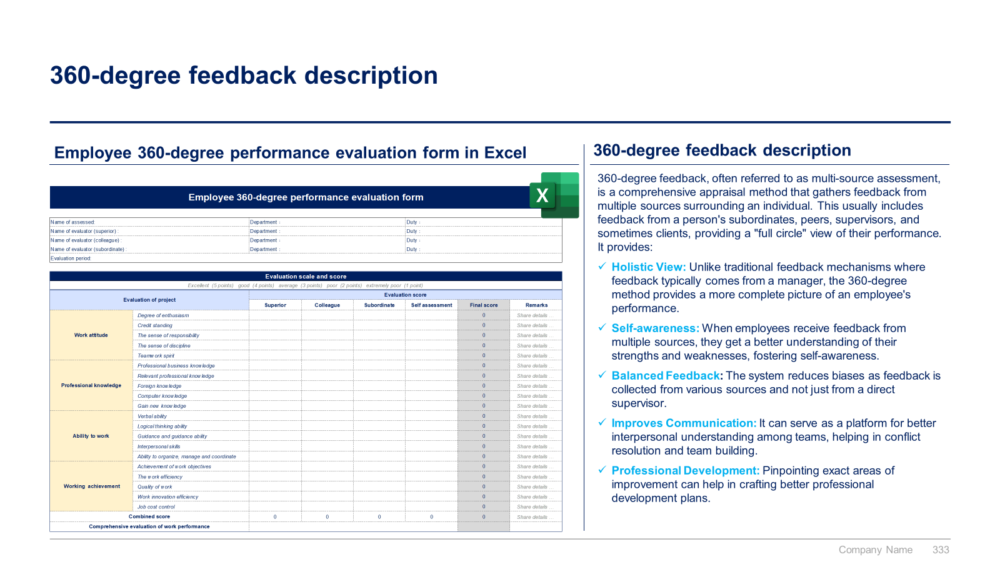 360-degree feedback description
Employee 360-degree performance evaluation form in Excel
X
Employee 360-degree performance evaluation form
Name of assessed: Department : Duty :
Name of evaluator (superior) : Department : Duty :
Name of evaluator (colleague) : Department : Duty :
Name of evaluator (subordinate) : Department : Duty :
Evaluation period:
Evaluation scale and score
Excellent (5 points) good (4 points) average (3 points) poor (2 points) extremely poor (1 point)
Evaluation of project
Evaluation score
Superior Colleague Subordinate Self assessment Final score Remarks
Work attitude
Degree of enthusiasm 0 Share details ...
Credit standing 0 Share details ...
The sense of responsibility 0 Share details ...
The sense of discipline 0 Share details ...
Teamwork spirit 0 Share details ...
Professional knowledge
Professional business knowledge 0 Share details ...
Relevant professional knowledge 0 Share details ...
Foreign knowledge 0 Share details ...
Computer knowledge 0 Share details ...
Gain new knowledge 0 Share details ...
Ability to work
Verbal ability 0 Share details ...
Logical thinking ability 0 Share details ...
Guidance and guidance ability 0 Share details ...
Interpersonal skills 0 Share details ...
Ability to organize, manage and coordinate 0 Share details ...
Working achievement
Achievement of work objectives 0 Share details ...
The work efficiency 0 Share details ...
Quality of work 0 Share details ...
Work innovation efficiency 0 Share details ...
Job cost control 0 Share details ...
Combined score 0 0 0 0 0 Share details ...
Comprehensive evaluation of work performance
360-degree feedback description
360-degree feedback, often referred to as multi-source assessment,
is a comprehensive appraisal method that gathers feedback from
multiple sources surrounding an individual. This usually includes
feedback from a person's subordinates, peers, supervisors, and
sometimes clients, providing a "full circle" view of their performance.
It provides:
✓ Holistic View: Unlike traditional feedback mechanisms where
feedback typically comes from a manager, the 360-degree
method provides a more complete picture of an employee's
performance.
✓ Self-awareness: When employees receive feedback from
multiple sources, they get a better understanding of their
strengths and weaknesses, fostering self-awareness.
✓ Balanced Feedback: The system reduces biases as feedback is
collected from various sources and not just from a direct
supervisor.
✓ Improves Communication: It can serve as a platform for better
interpersonal understanding among teams, helping in conflict
resolution and team building.
✓ Professional Development: Pinpointing exact areas of
improvement can help in crafting better professional
development plans.
Company Name 333